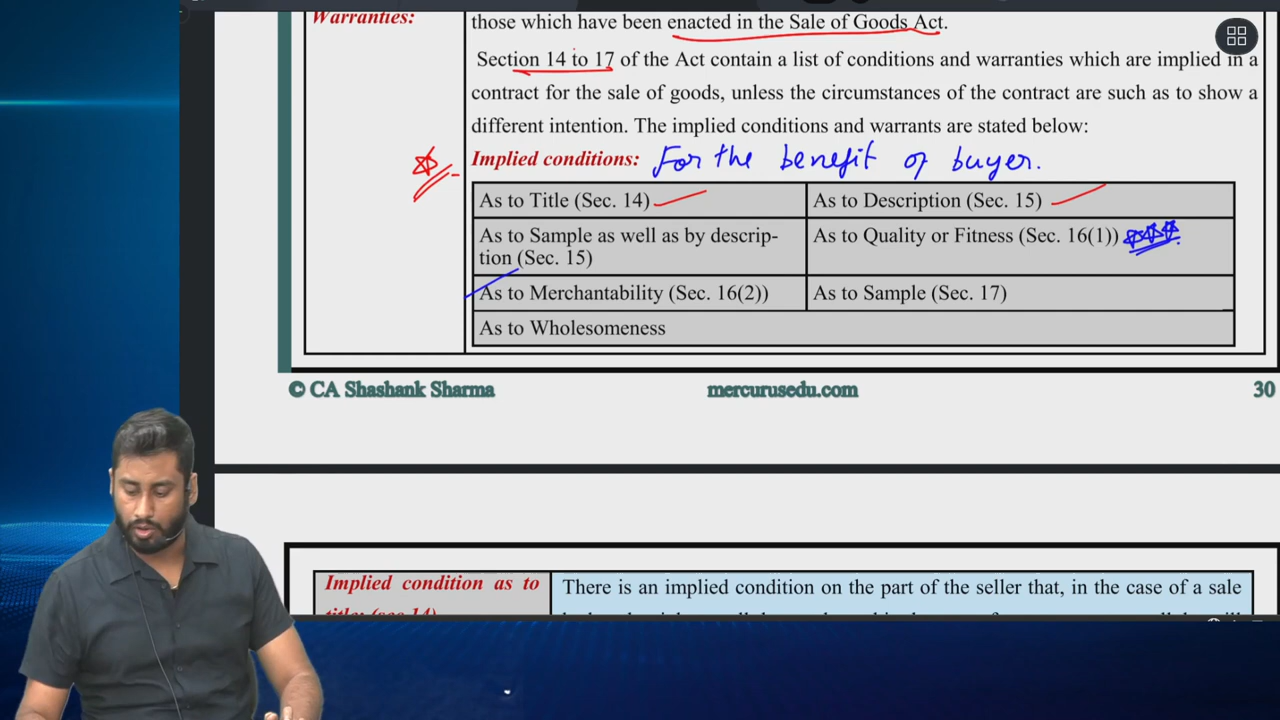 Warranties:
those which have been enacted in the Sale of Goods Act.
Section 14 to 17 of the Act contain a list of conditions and warranties which are implied in a
contract for the sale of goods, unless the circumstances of the contract are such as to show a
different intention. The implied conditions and warrants are stated below:
Implied conditions: For the benefit of buyer.
As to Title (Sec. 14)
As to Description (Sec. 15)
As to Sample as well as by descrip-
tion (Sec. 15)
As to Quality or Fitness (Sec. 16(1))
As to Merchantability (Sec. 16(2))
As to Sample (Sec. 17)
As to Wholesomeness
© CA Shashank Sharma
mercurusedu.com
30
Implied condition as to
title: (sec 14)
There is an implied condition on the part of the seller that, in the case of a sale